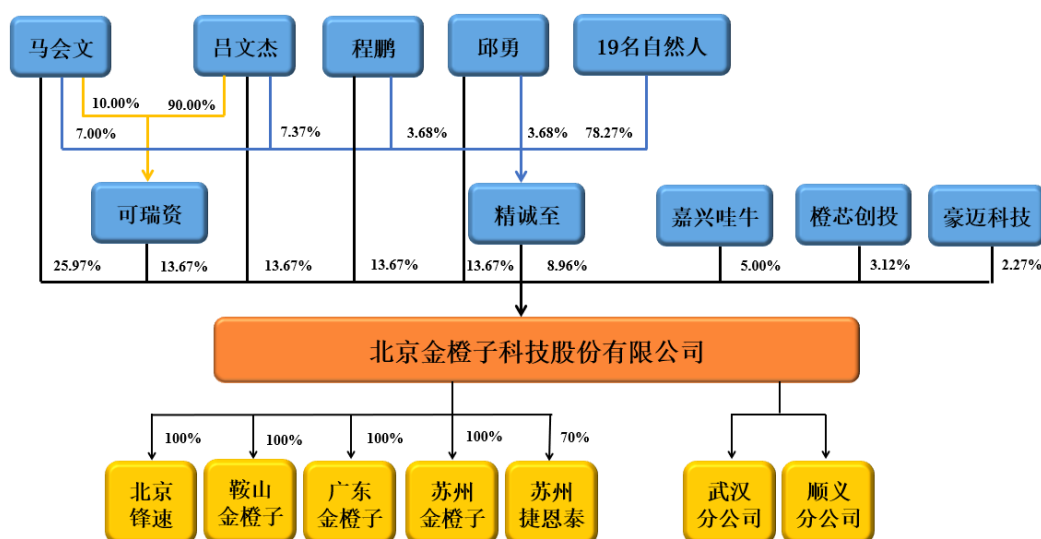 马会文
吕文杰
程鹏
邱勇
19名自然人
10.00%
90.00%
7.00%
7.37%
3.68%
3.68%
78.27%
可瑞资
精诚至
嘉兴哇牛
橙芯创投
豪迈科技
25.97%
13.67%
13.67%
13.67%
13.67%
8.96%
5.00%
3.12%
2.27%
北京金橙子科技股份有限公司
100%
100%
100%
100%
70%
北京
锋速
鞍山
金橙子
广东
金橙子
苏州
金橙子
苏州
捷恩泰
武汉
分公司
顺义
分公司